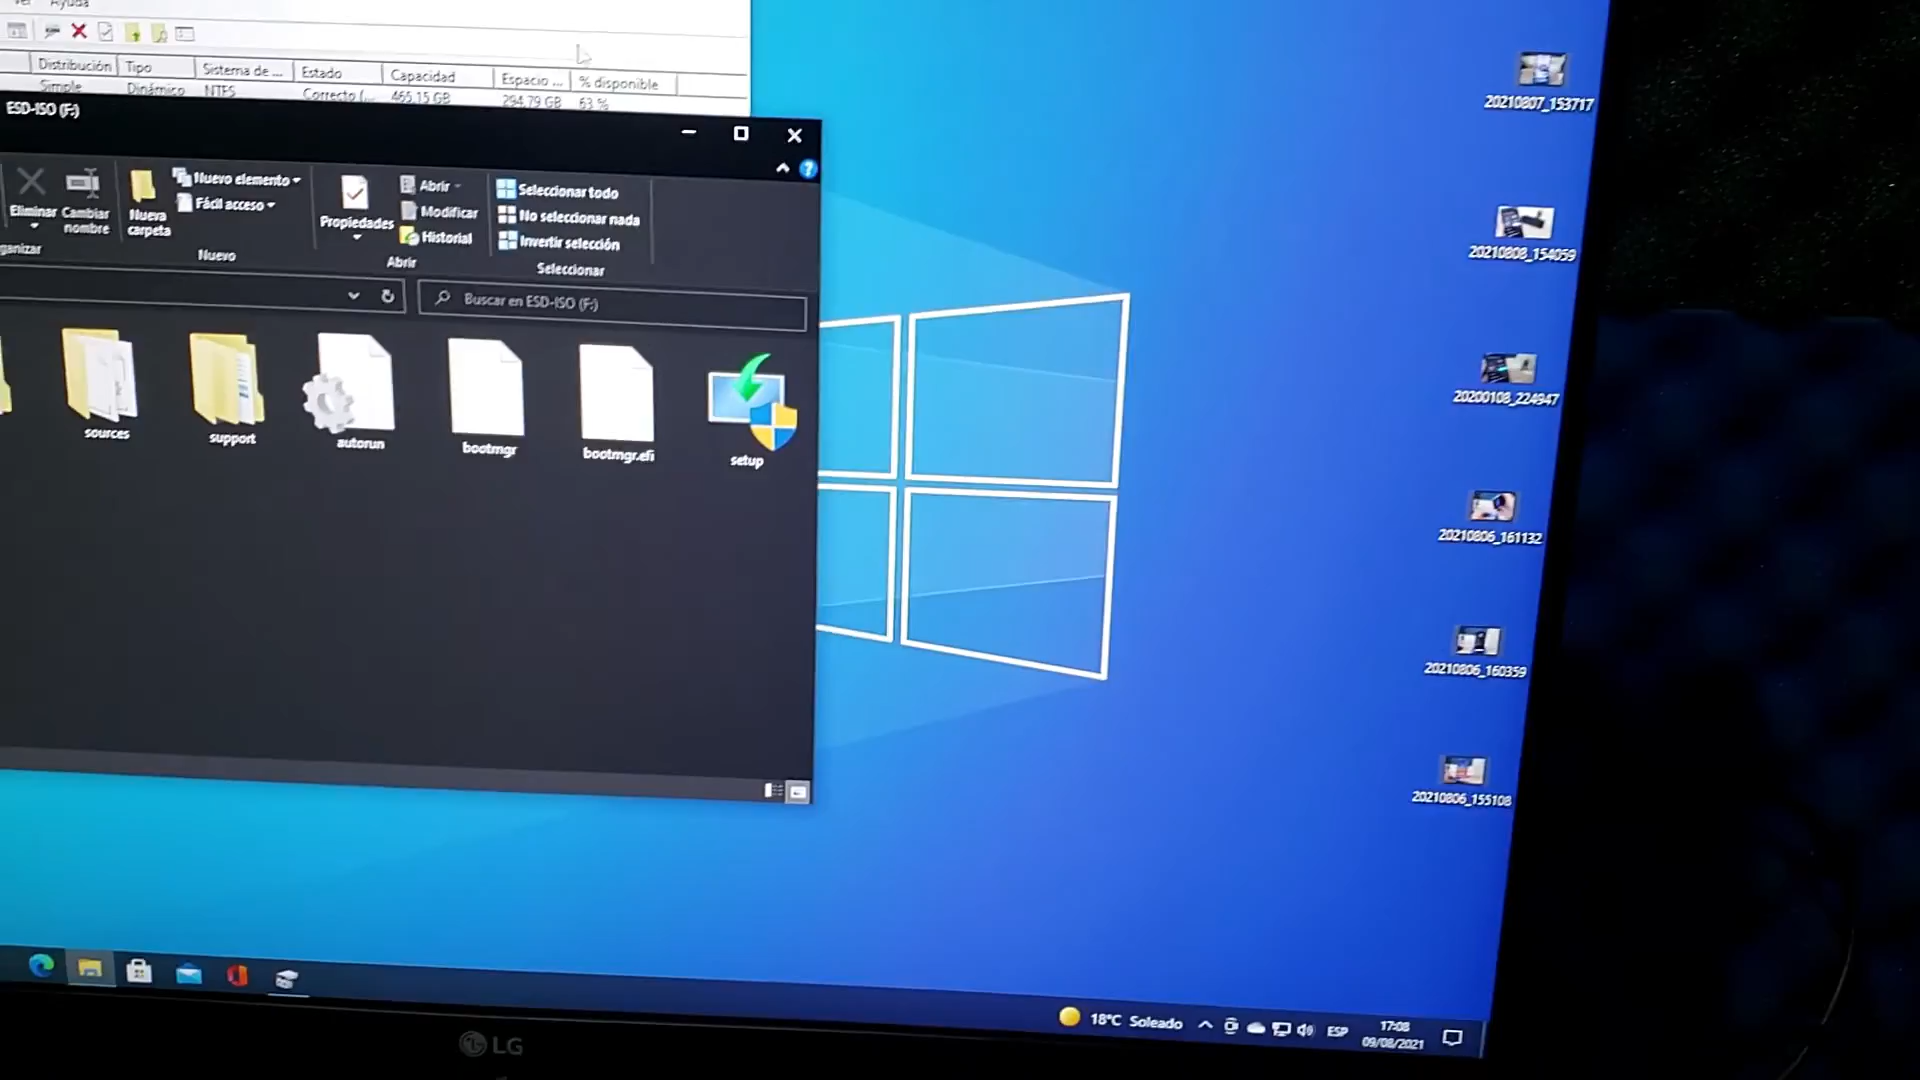 Ver Ayuda
Distribución Tipo Sistema de ... Estado Capacidad Espacio ... % disponible
Simple Dinámico NTFS Correcto (... 465.15 GB 294.79 GB 63 %
ESD-ISO (F:)
Eliminar
Cambiar nombre
Nueva carpeta
Nuevo elemento
Fácil acceso
Nuevo
Propiedades
Abrir
Modificar
Historial
Abrir
Seleccionar todo
No seleccionar nada
Invertir selección
Seleccionar
Buscar en ESD-ISO (F:)
sources
support
autorun
bootmgr
bootmgr.efi
setup
20210807_153717
20210808_154059
20200108_224947
20210806_161132
20210806_160359
20210806_155108
18°C Soleado
ESP
17:08
09/08/2021
LG